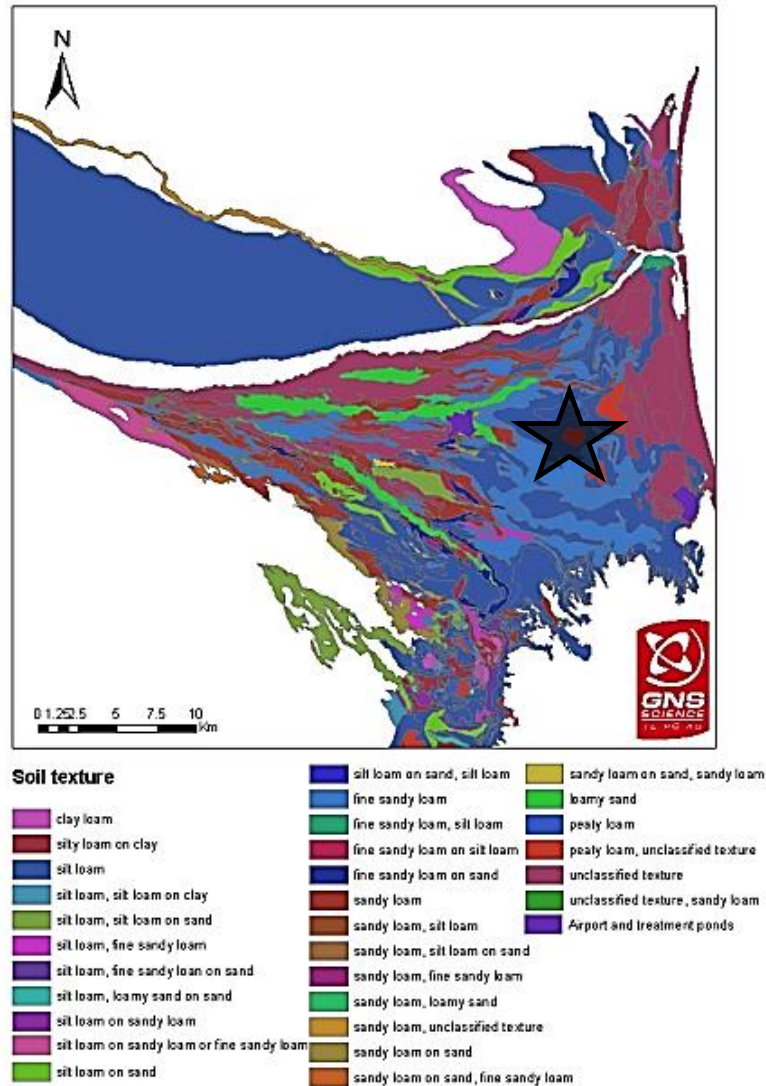 N
0 1.252.5 5 7.5 10
Km
GNS
SCIENCE
TE PŪ AO
Soil texture
clay loam
silty loam on clay
silt loam
silt loam, silt loam on clay
silt loam, silt loam on sand
silt loam, fine sandy loam
silt loam, fine sandy loan on sand
silt loam, loamy sand on sand
silt loam on sandy loam
silt loam on sandy loam or fine sandy loam
silt loam on sand
silt loam on sand, silt loam
fine sandy loam
fine sandy loam, silt loam
fine sandy loam on silt loam
fine sandy loam on sand
sandy loam
sandy loam, silt loam
sandy loam, silt loam on sand
sandy loam, fine sandy loam
sandy loam, loamy sand
sandy loam, unclassified texture
sandy loam on sand
sandy loam on sand, fine sandy loam
sandy loam on sand, sandy loam
loamy sand
peaty loam
peaty loam, unclassified texture
unclassified texture
unclassified texture, sandy loam
Airport and treatment ponds